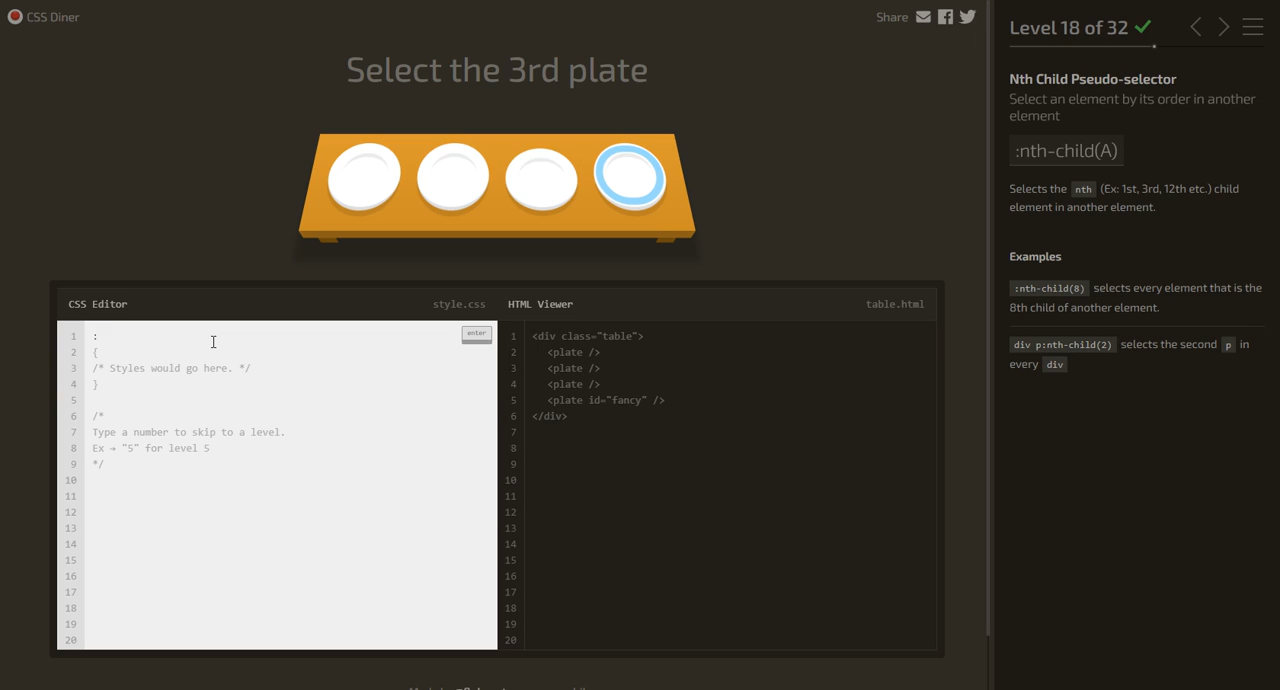 CSS Diner
Share
Select the 3rd plate
CSS Editor
style.css
enter
1 :
2 {
3 /* Styles would go here. */
4 }
5
6 /*
7 Type a number to skip to a level.
8 Ex → "5" for level 5
9 */
10
11
12
13
14
15
16
17
18
19
20
HTML Viewer
table.html
1 <div class="table">
2 <plate />
3 <plate />
4 <plate />
5 <plate id="fancy" />
6 </div>
7
8
9
10
11
12
13
14
15
16
17
18
19
20
Level 18 of 32
Nth Child Pseudo-selector
Select an element by its order in another
element
:nth-child(A)
Selects the nth (Ex: 1st, 3rd, 12th etc.) child
element in another element.
Examples
:nth-child(8) selects every element that is the
8th child of another element.
div p:nth-child(2) selects the second p in
every div